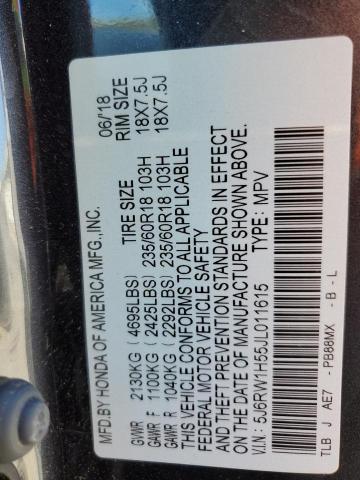 MFD.BY HONDA OF AMERICA MFG.,INC. 06/'18
TIRE SIZE RIM SIZE
GVWR 2130KG ( 4695LBS)
GAWR F 1100KG ( 2425LBS) 235/60R18 103H 18X7.5J
GAWR R 1040KG ( 2292LBS) 235/60R18 103H 18X7.5J
THIS VEHICLE CONFORMS TO ALL APPLICABLE
FEDERAL MOTOR VEHICLE SAFETY
AND THEFT PREVENTION STANDARDS IN EFFECT
ON THE DATE OF MANUFACTURE SHOWN ABOVE.
V.I.N.: 5J6RW1H55JL011615 TYPE: MPV
TLB J AE7 - PB88MX - B - L